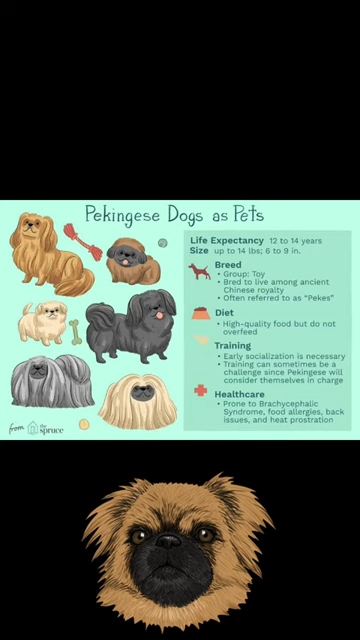 Pekingese Dogs as Pets
Life Expectancy 12 to 14 years
Size up to 14 lbs; 6 to 9 in.
Breed
• Group: Toy
• Bred to live among ancient
Chinese royalty
• Often referred to as “Pekes”
Diet
• High-quality food but do not
overfeed
Training
• Early socialization is necessary
• Training can sometimes be a
challenge since Pekingese will
consider themselves in charge
Healthcare
• Prone to Brachycephalic
Syndrome, food allergies, back
issues, and heat prostration
from the spruce